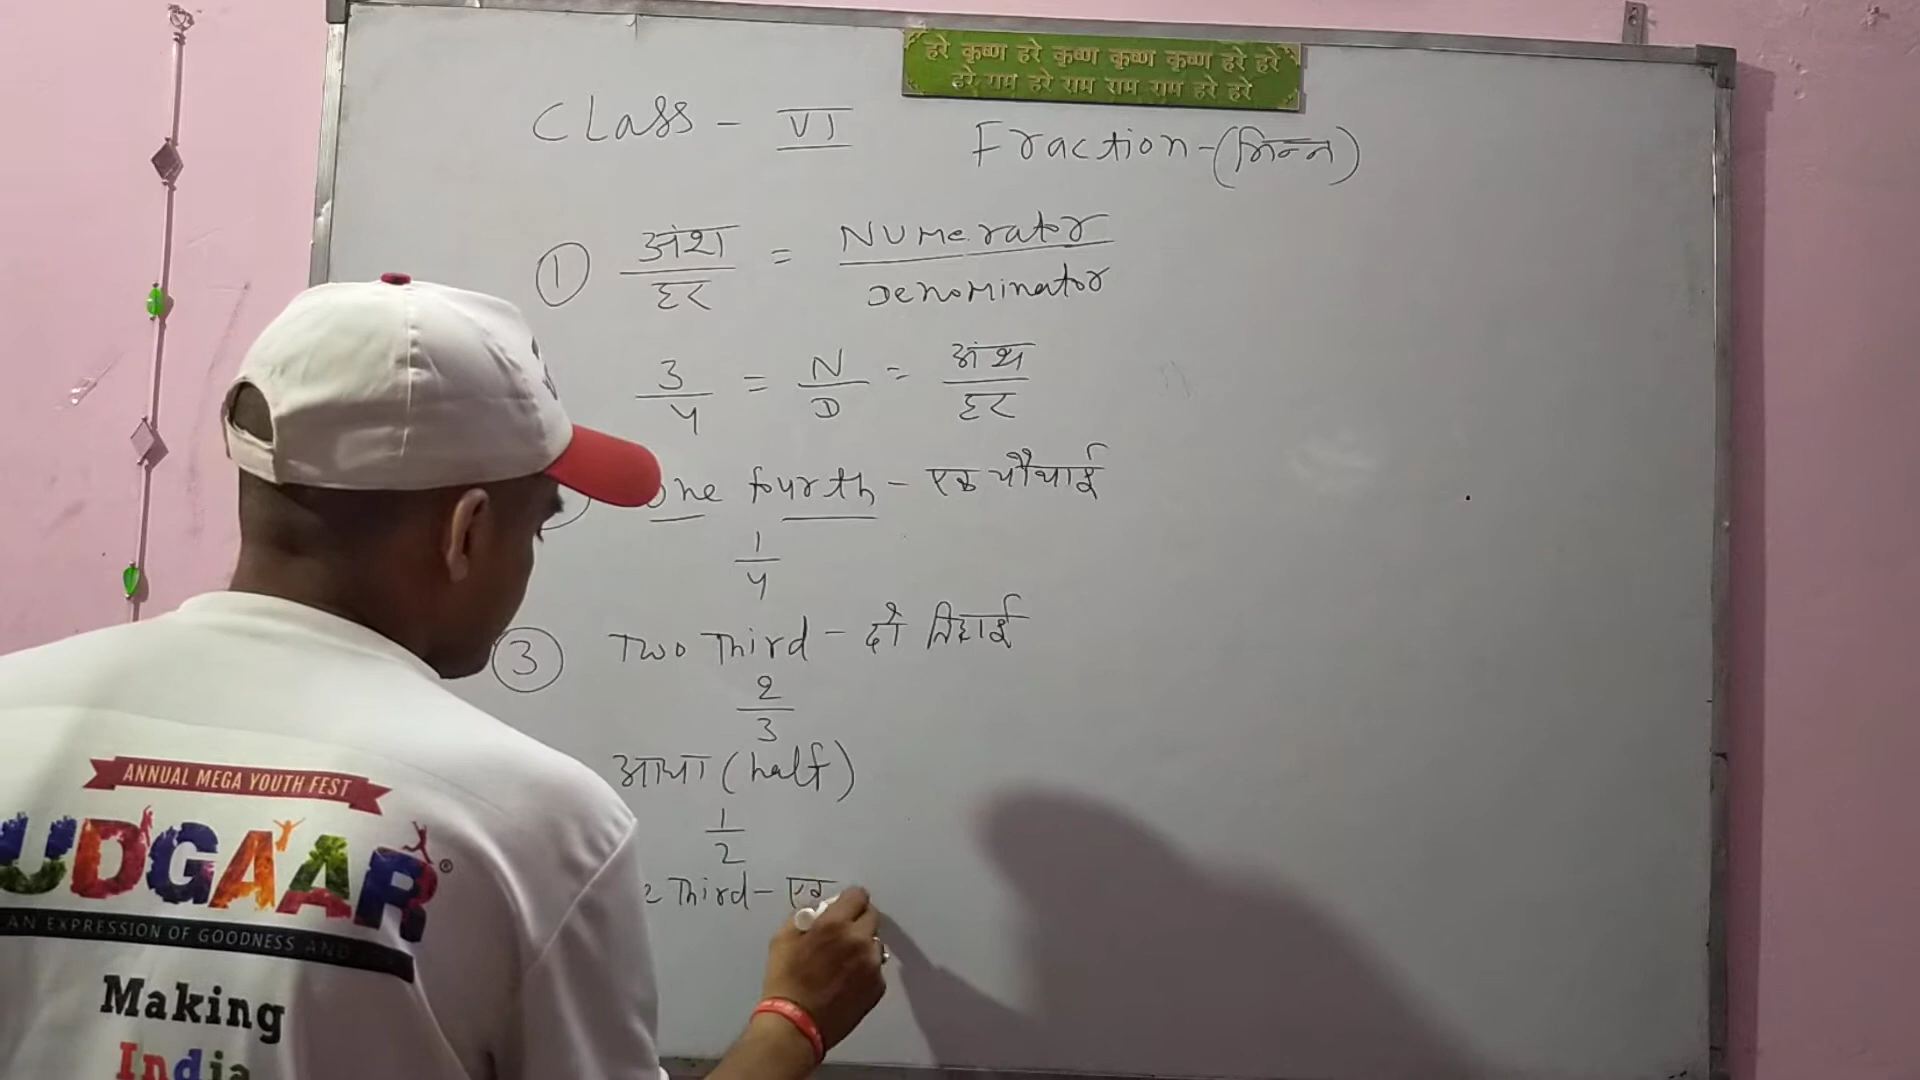 हरे कृष्ण हरे कृष्ण कृष्ण कृष्ण हरे हरे
हरे राम हरे राम राम राम हरे हरे
Class - VI Fraction-(भिन्न)
① अंश/हर = Numerator/Denominator
3/4 = N/D = अंश/हर
One fourth - एक चौथाई
1/4
③ Two Third - दो तिहाई
2/3
आधा (half)
1/2
Third - एक
ANNUAL MEGA YOUTH FEST
UDGAAR®
AN EXPRESSION OF GOODNESS AND
Making
India